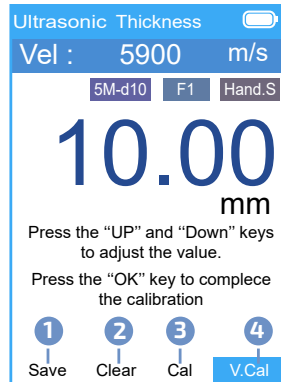 Ultrasonic Thickness
Vel : 5900 m/s
5M-d10 F1 Hand.S
10.00
mm
Press the “UP” and “Down” keys
to adjust the value.
Press the “OK” key to complece
the calibration
1 2 3 4
Save Clear Cal V.Cal